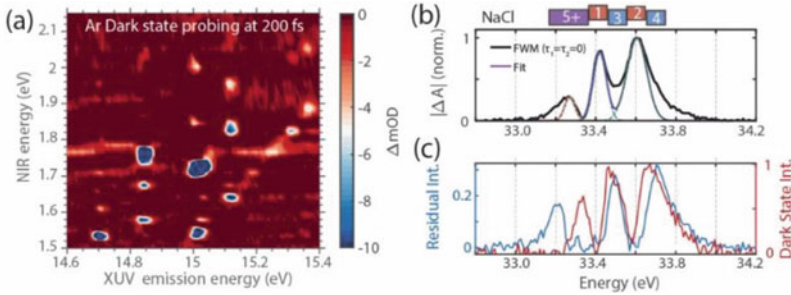 (a)
Ar Dark state probing at 200 fs
NIR energy (eV)
2.1
2.0
1.9
1.8
1.7
1.6
1.5
14.6
14.8
15
15.2
15.4
XUV emission energy (eV)
0
-2
-4
-6
-8
-10
ΔmOD
(b)
NaCl
5+
1
3
2
4
|ΔA| (norm.)
1
0
FWM (τ₁=τ₂=0)
Fit
33.0
33.4
33.8
34.2
(c)
Residual Int.
0.2
0
1
0
Dark State Int.
33.0
33.4
33.8
34.2
Energy (eV)